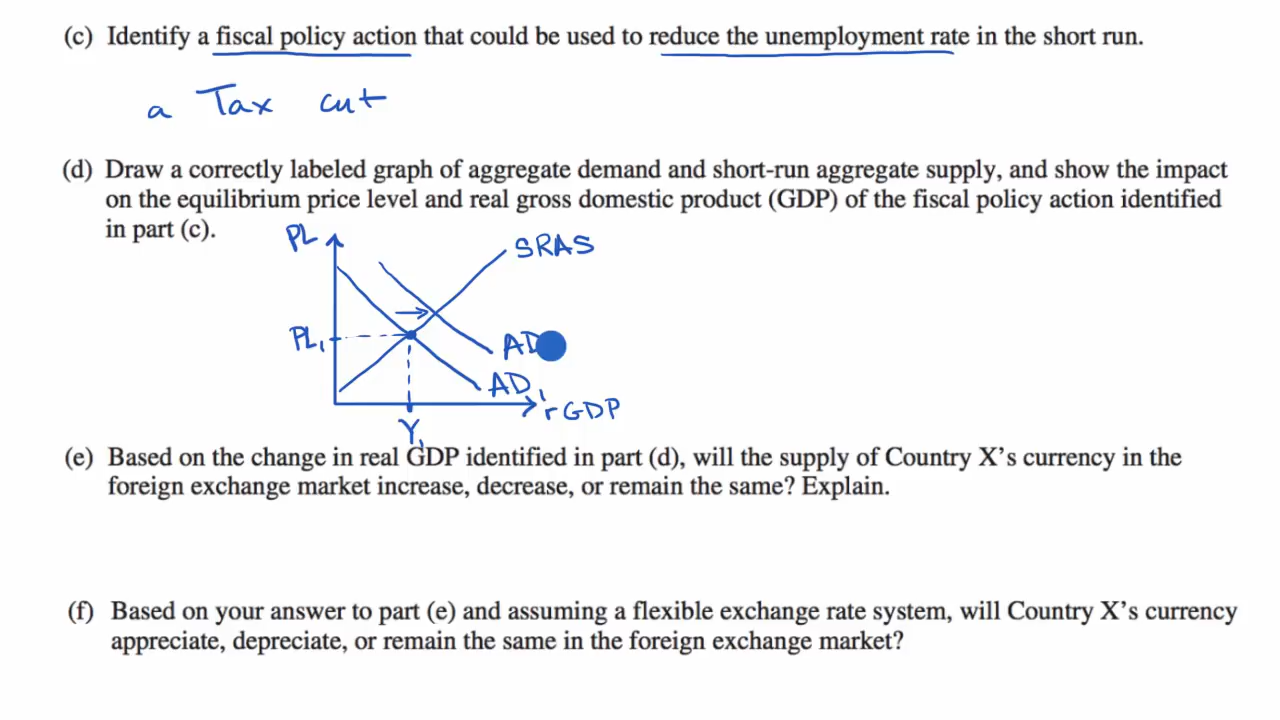 (c) Identify a fiscal policy action that could be used to reduce the unemployment rate in the short run.
a Tax cut
(d) Draw a correctly labeled graph of aggregate demand and short-run aggregate supply, and show the impact
on the equilibrium price level and real gross domestic product (GDP) of the fiscal policy action identified
in part (c).
PL
SRAS
PL₁
AD
AD₁
rGDP
Y₁
(e) Based on the change in real GDP identified in part (d), will the supply of Country X's currency in the
foreign exchange market increase, decrease, or remain the same? Explain.
(f) Based on your answer to part (e) and assuming a flexible exchange rate system, will Country X's currency
appreciate, depreciate, or remain the same in the foreign exchange market?